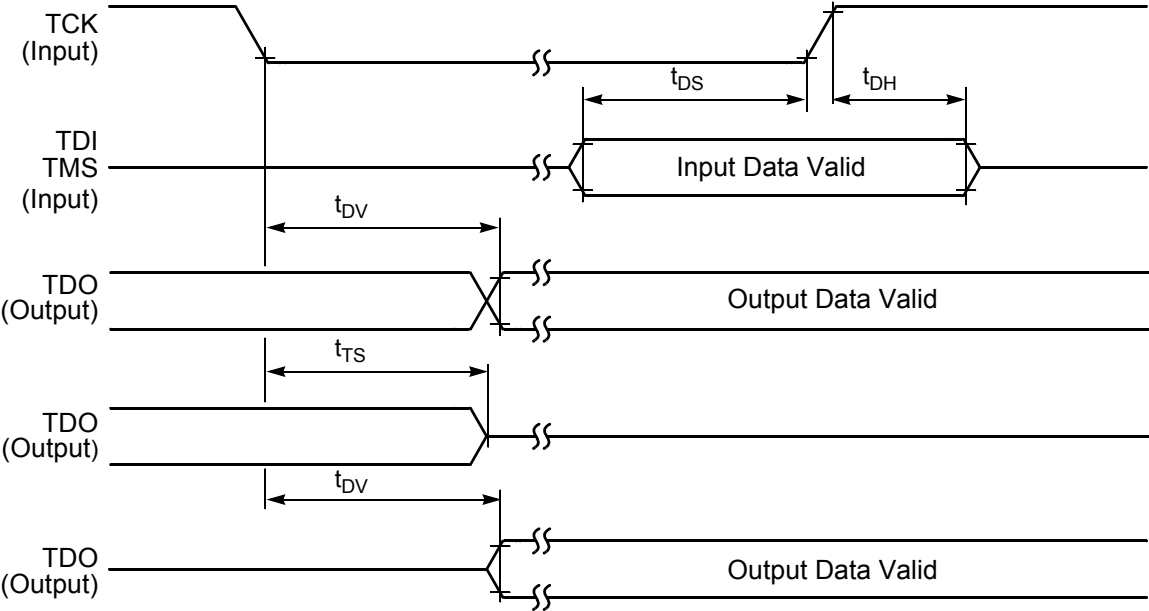 TCK
(Input)
tDS
tDH
TDI
TMS
(Input)
Input Data Valid
tDV
TDO
(Output)
Output Data Valid
tTS
TDO
(Output)
tDV
TDO
(Output)
Output Data Valid